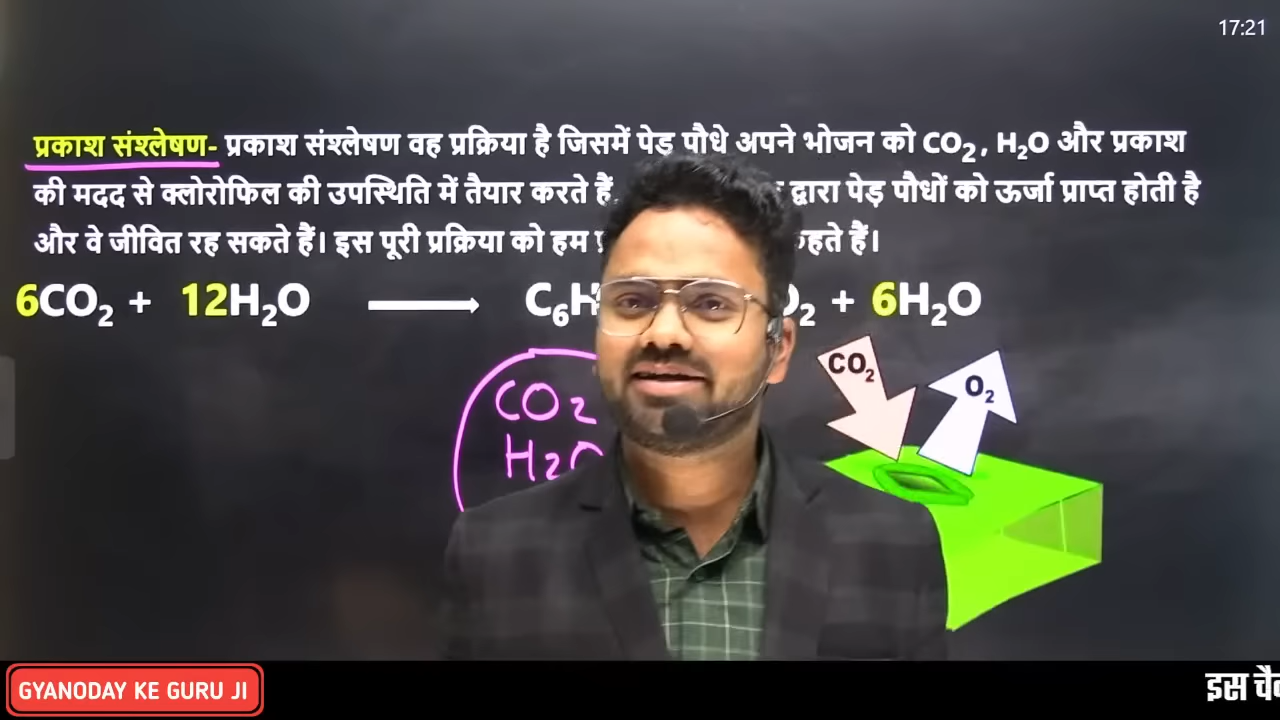 17:21
प्रकाश संश्लेषण- प्रकाश संश्लेषण वह प्रक्रिया है जिसमें पेड़ पौधे अपने भोजन को CO₂, H₂O और प्रकाश
की मदद से क्लोरोफिल की उपस्थिति में तैयार करते हैं, द्वारा पेड़ पौधों को ऊर्जा प्राप्त होती है
और वे जीवित रह सकते हैं। इस पूरी प्रक्रिया को हम कहते हैं।
6CO₂ + 12H₂O ⟶ C₆H O₂ + 6H₂O
CO₂
O₂
CO₂
H₂O
GYANODAY KE GURU JI
इस